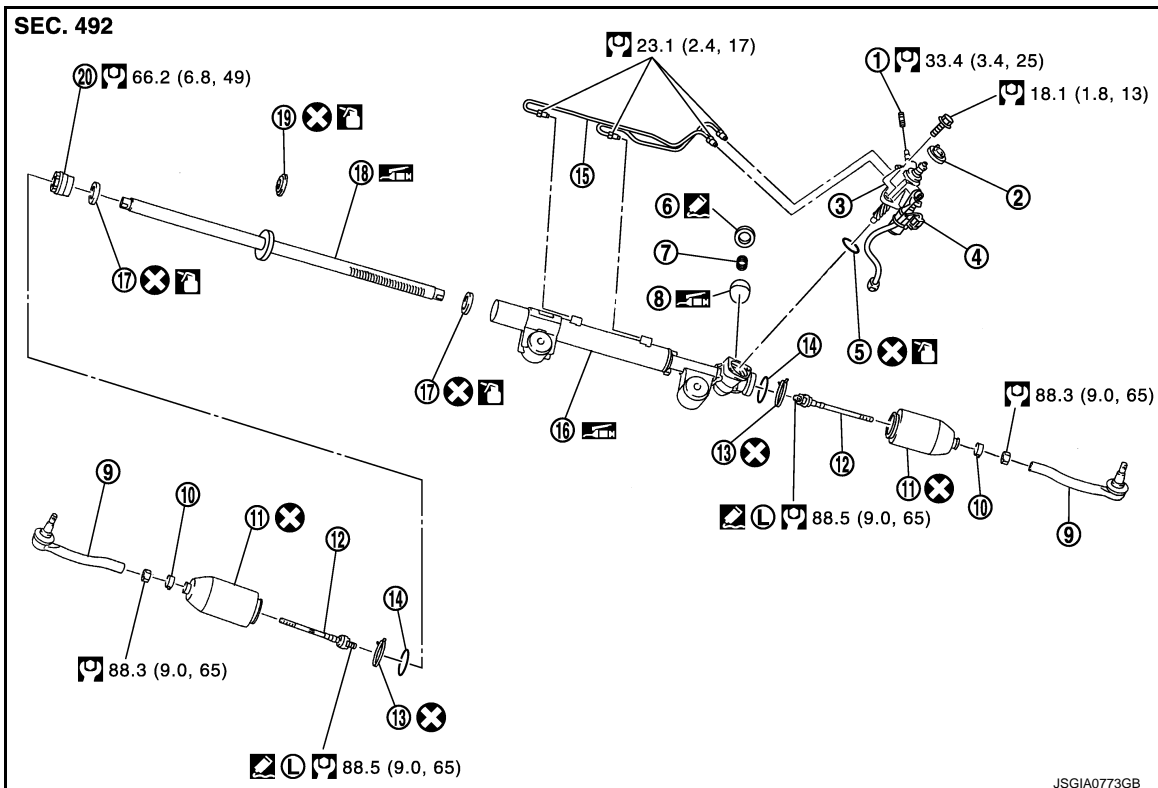 SEC. 492
23.1 (2.4, 17)
1 33.4 (3.4, 25)
18.1 (1.8, 13)
20 66.2 (6.8, 49)
19
18
15
2
3
6
7
8
4
17
5
14
17
16
88.3 (9.0, 65)
13
12
11
10
9
L 88.5 (9.0, 65)
9
10
11
12
14
88.3 (9.0, 65)
13
L 88.5 (9.0, 65)
JSGIA0773GB